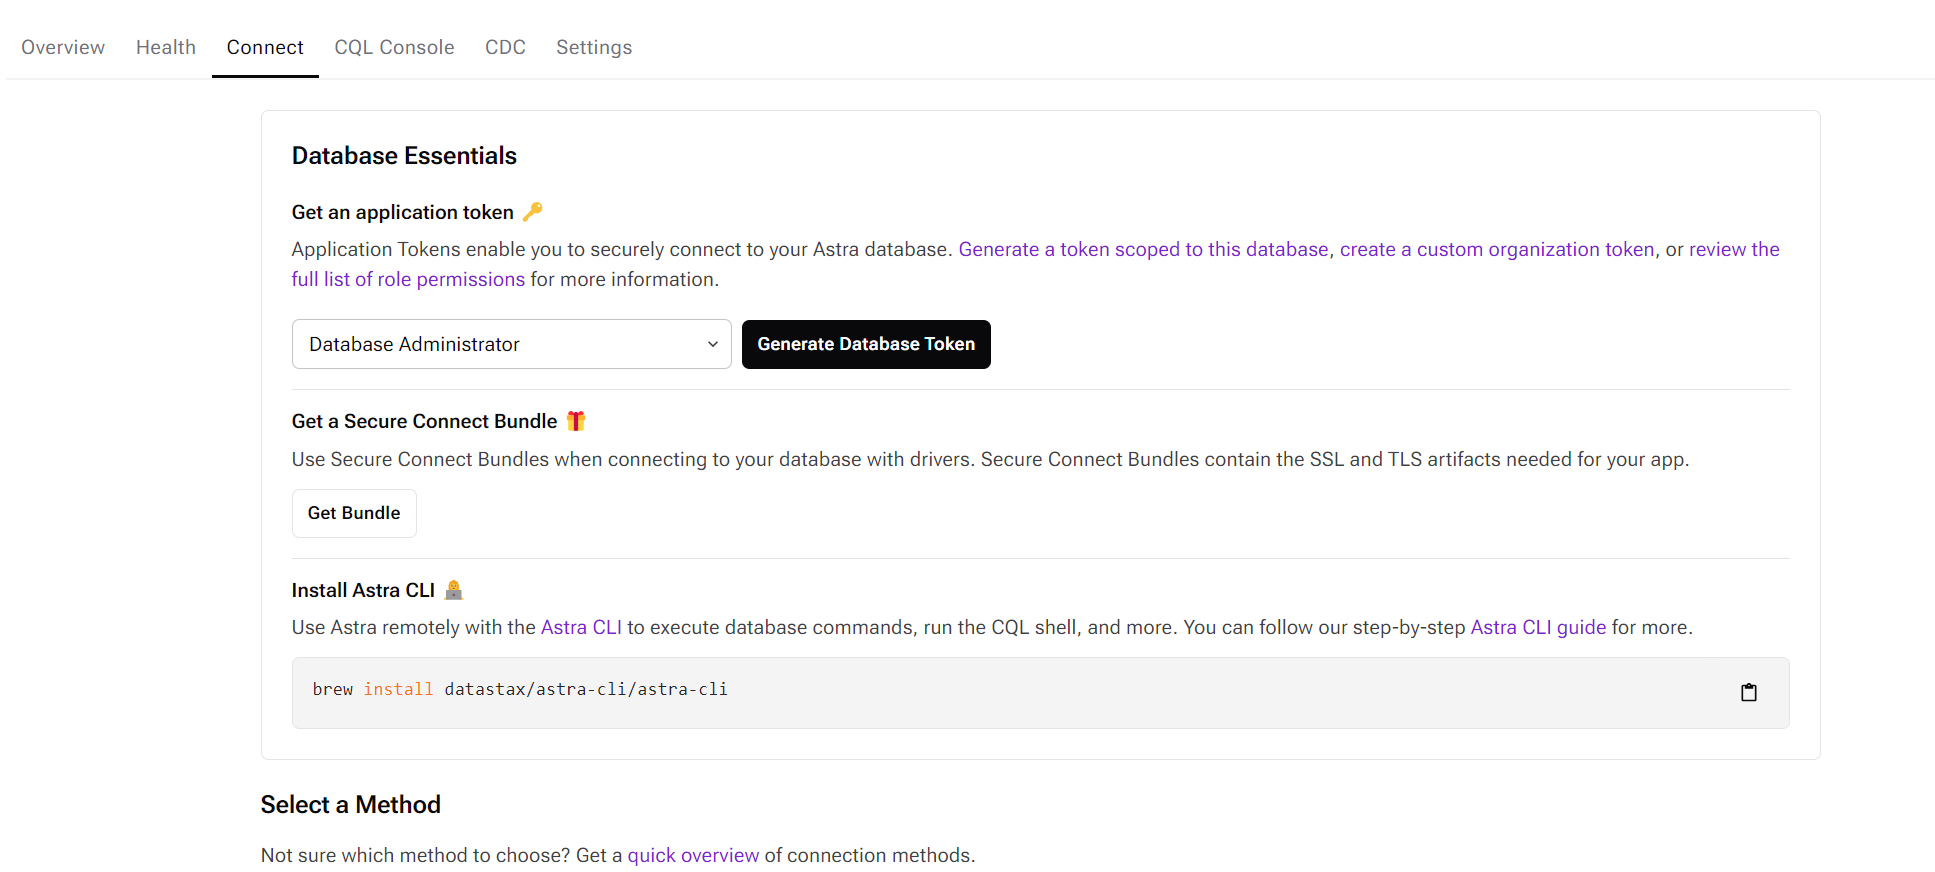 Overview Health Connect CQL Console CDC Settings
Database Essentials
Get an application token
Application Tokens enable you to securely connect to your Astra database. Generate a token scoped to this database, create a custom organization token, or review the
full list of role permissions for more information.
Database Administrator Generate Database Token
Get a Secure Connect Bundle
Use Secure Connect Bundles when connecting to your database with drivers. Secure Connect Bundles contain the SSL and TLS artifacts needed for your app.
Get Bundle
Install Astra CLI
Use Astra remotely with the Astra CLI to execute database commands, run the CQL shell, and more. You can follow our step-by-step Astra CLI guide for more.
brew install datastax/astra-cli/astra-cli
Select a Method
Not sure which method to choose? Get a quick overview of connection methods.